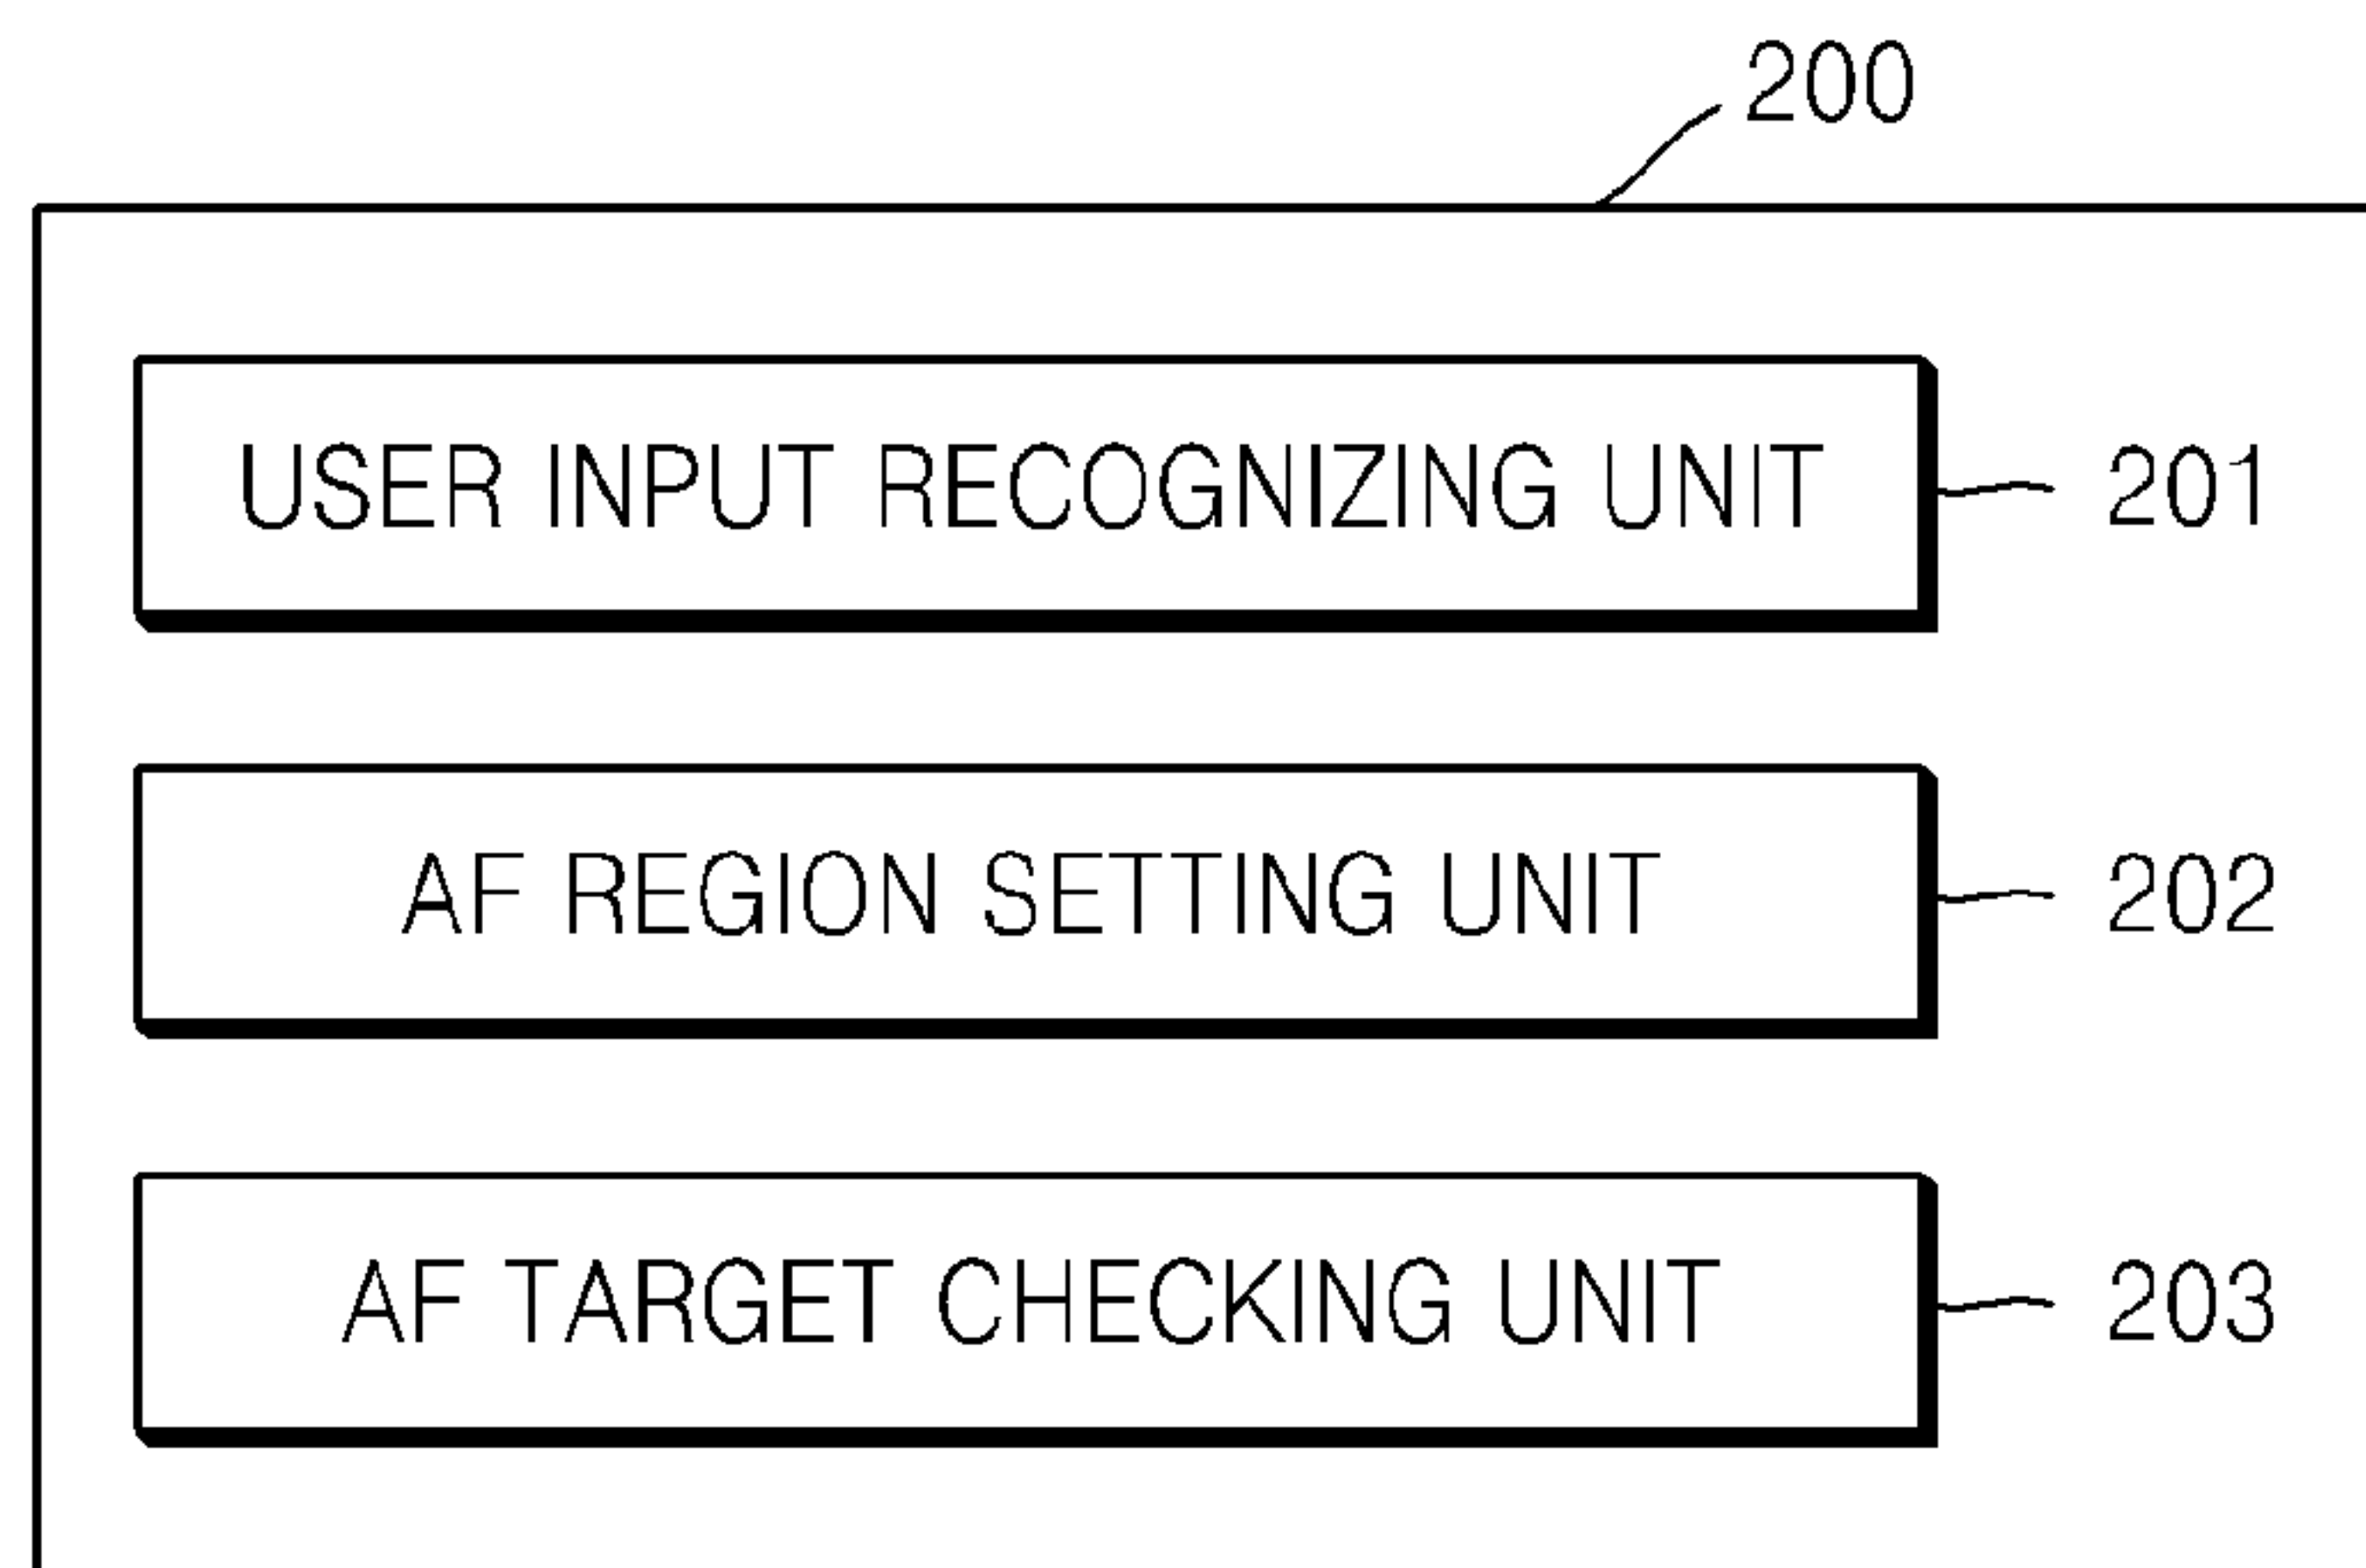 200
USER INPUT RECOGNIZING UNIT 201
AF REGION SETTING UNIT 202
AF TARGET CHECKING UNIT 203